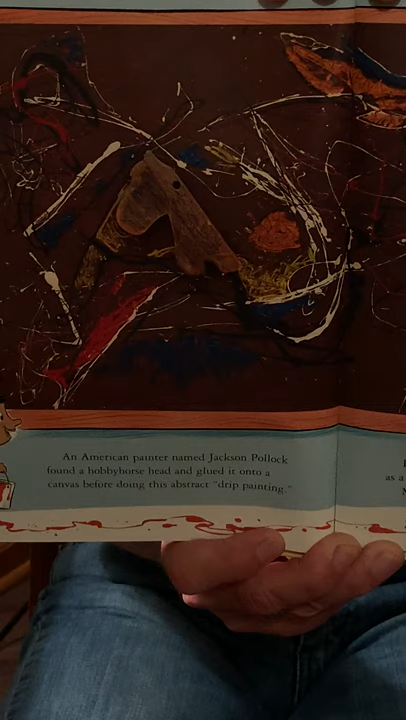 An American painter named Jackson Pollock
found a hobbyhorse head and glued it onto a
canvas before doing this abstract "drip painting."
as a